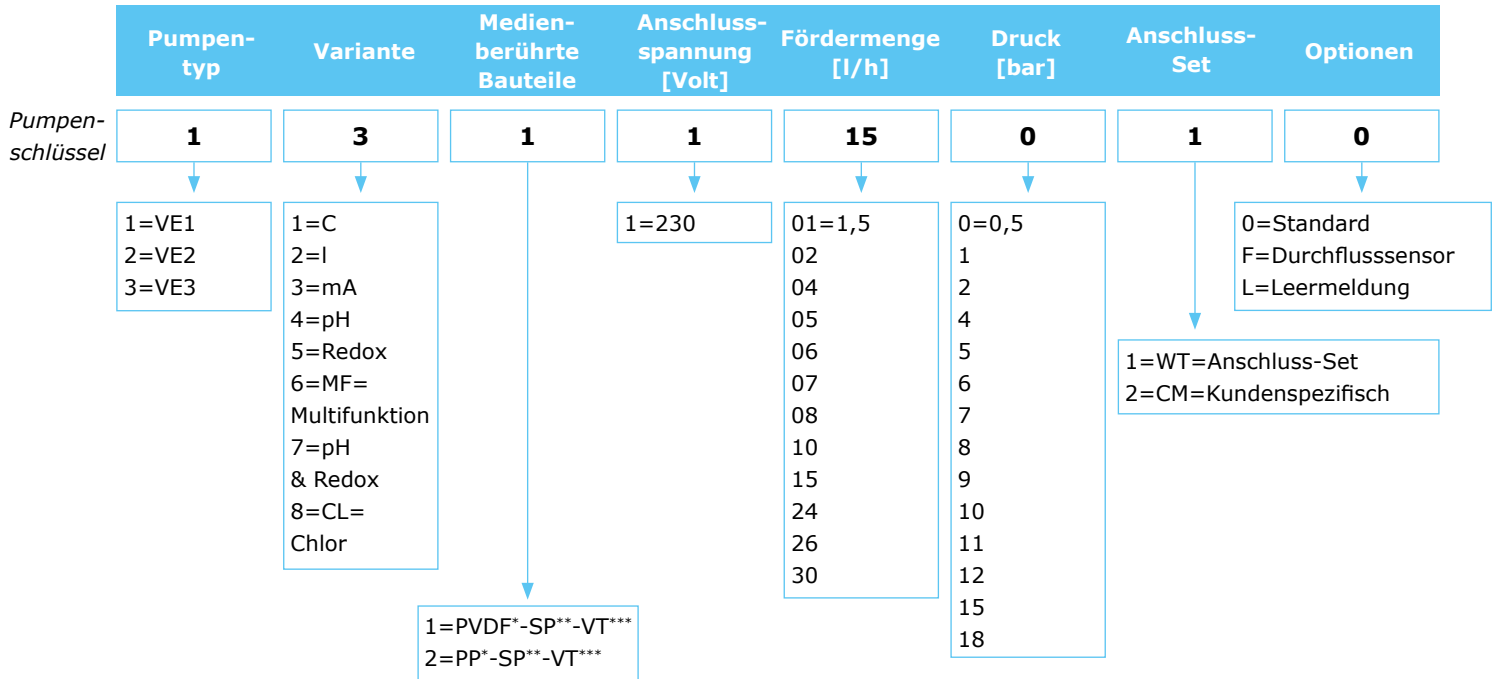 Pumpen-
typ
Variante
Medien-
berührte
Bauteile
Anschluss-
spannung
[Volt]
Fördermenge
[l/h]
Druck
[bar]
Anschluss-
Set
Optionen
Pumpen-
schlüssel
1
3
1
1
15
0
1
0
1=VE1
2=VE2
3=VE3
1=C
2=l
3=mA
4=pH
5=Redox
6=MF=
Multifunktion
7=pH
& Redox
8=CL=
Chlor
1=PVDF*-SP**-VT***
2=PP*-SP**-VT***
1=230
01=1,5
02
04
05
06
07
08
10
15
24
26
30
0=0,5
1
2
4
5
6
7
8
9
10
11
12
15
18
1=WT=Anschluss-Set
2=CM=Kundenspezifisch
0=Standard
F=Durchflusssensor
L=Leermeldung